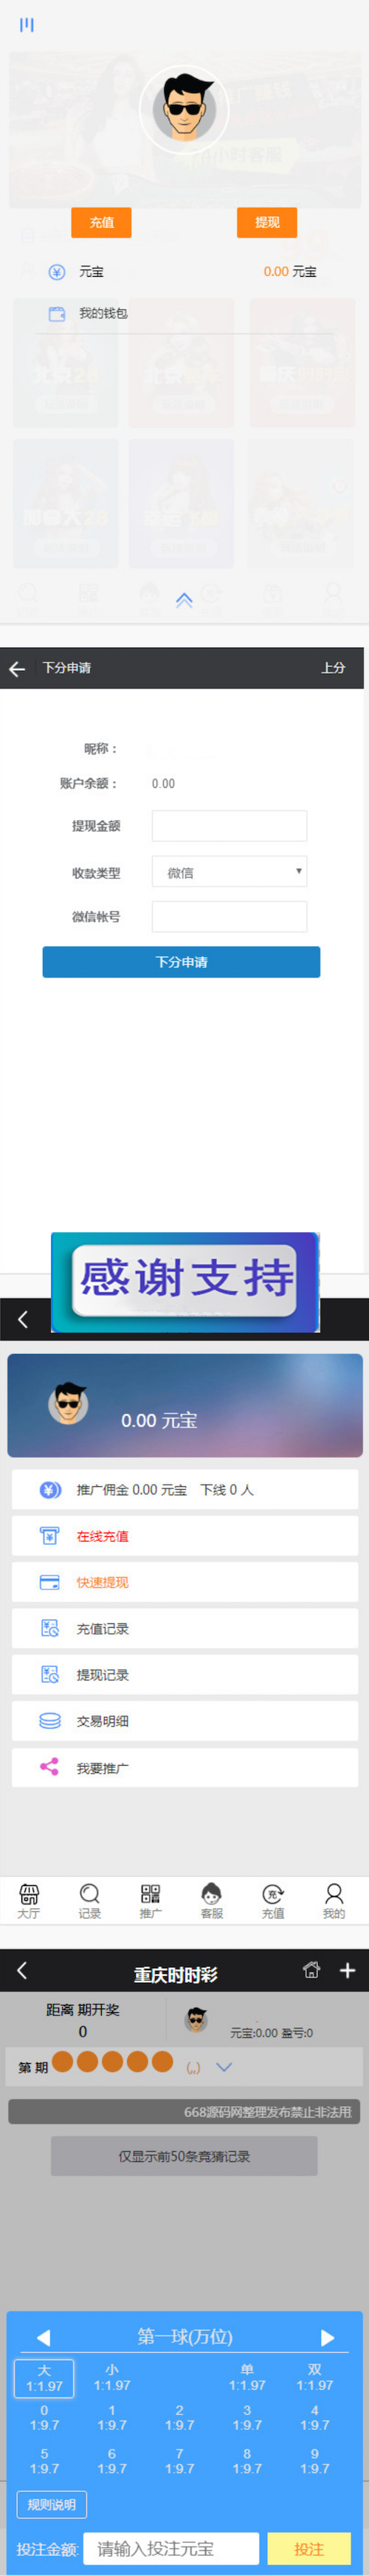 小时客服
充值 提现
元宝 0.00 元宝
我的钱包
下分申请 上分
昵称：
账户余额： 0.00
提现金额
收款类型 微信
微信帐号
下分申请
感谢支持
0.00 元宝
推广佣金 0.00 元宝 下线 0 人
在线充值
快速提现
充值记录
提现记录
交易明细
我要推广
大厅 记录 推广 客服 充值 我的
重庆时时彩
距离 期开奖
0
元宝:0.00 盈亏:0
第 期 (,,)
668源码网整理发布禁止非法用
仅显示前50条竞猜记录
第一球(万位)
大 小 单 双
1:1.97 1:1.97 1:1.97 1:1.97
0 1 2 3 4
1:9.7 1:9.7 1:9.7 1:9.7 1:9.7
5 6 7 8 9
1:9.7 1:9.7 1:9.7 1:9.7 1:9.7
规则说明
投注金额: 请输入投注元宝 投注